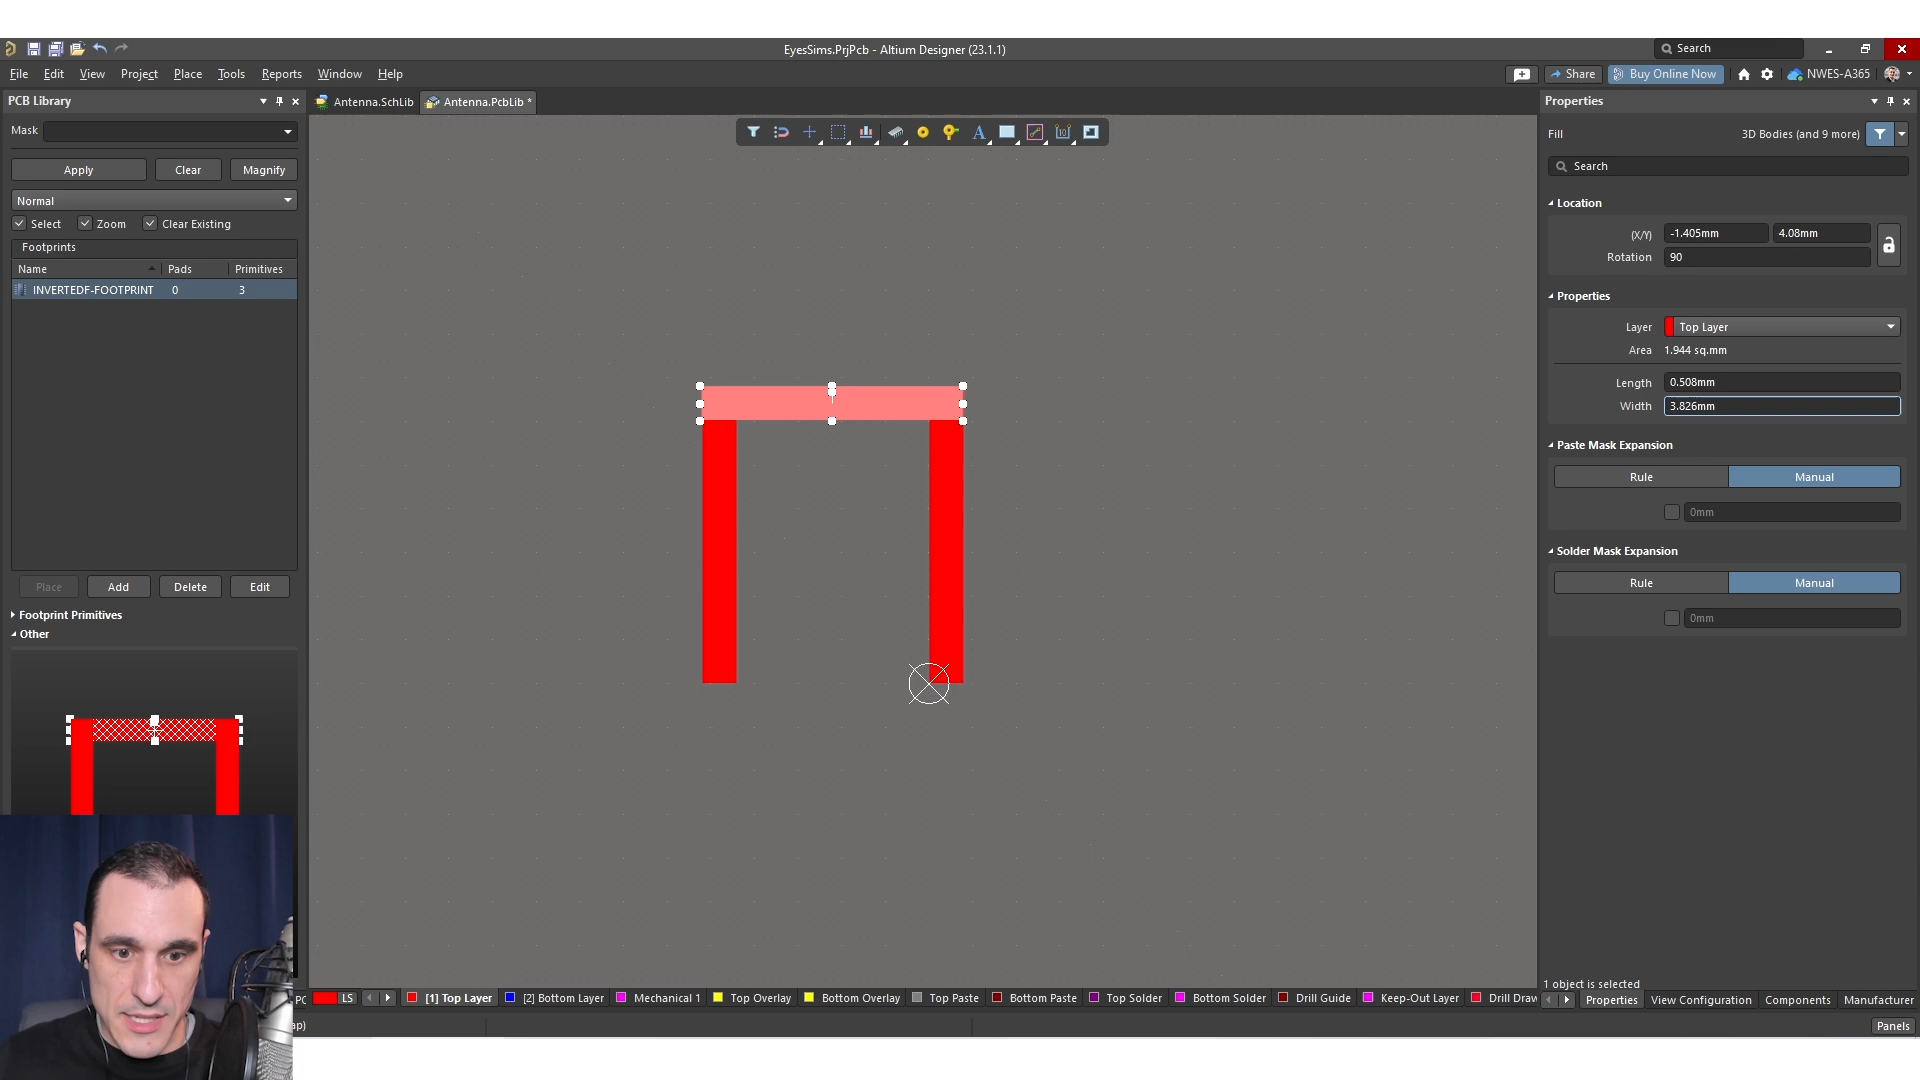 EyesSims.PrjPcb - Altium Designer (23.1.1)
Search
File Edit View Project Place Tools Reports Window Help
Share
Buy Online Now
NWES-A365
PCB Library
Antenna.SchLib
Antenna.PcbLib *
Properties
Mask
Fill
3D Bodies (and 9 more)
Search
Apply
Clear
Magnify
Normal
Select
Zoom
Clear Existing
Footprints
Name
Pads
Primitives
INVERTEDF-FOOTPRINT
0
3
Location
(X/Y)
-1.405mm
4.08mm
Rotation
90
Properties
Layer
Top Layer
Area
1.944 sq.mm
Length
0.508mm
Width
3.826mm
Paste Mask Expansion
Rule
Manual
0mm
Solder Mask Expansion
Rule
Manual
0mm
Place
Add
Delete
Edit
Footprint Primitives
Other
1 object is selected
PC
LS
[1] Top Layer
[2] Bottom Layer
Mechanical 1
Top Overlay
Bottom Overlay
Top Paste
Bottom Paste
Top Solder
Bottom Solder
Drill Guide
Keep-Out Layer
Drill Draw
Properties
View Configuration
Components
Manufacturer
ap)
Panels